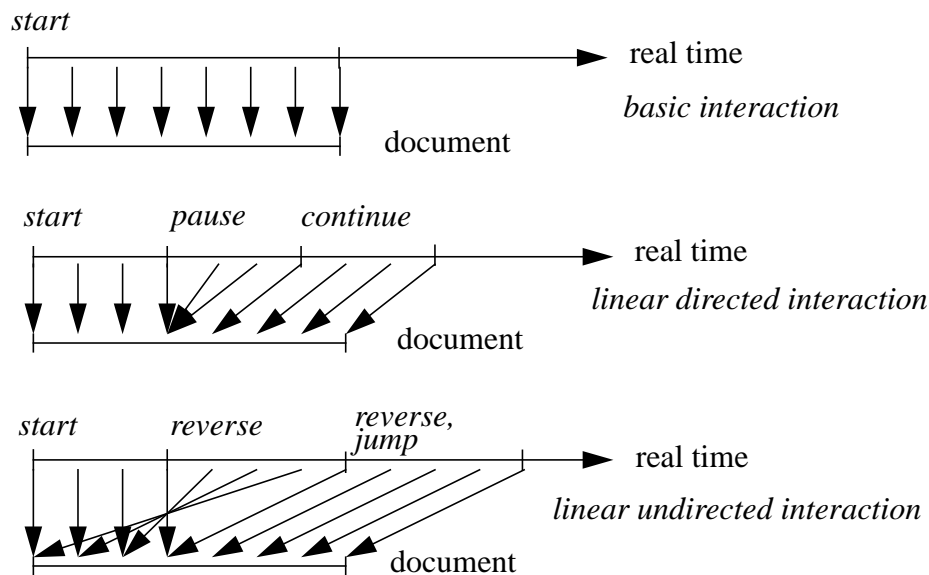 start
real time
basic interaction
document
start pause continue
real time
linear directed interaction
document
start reverse reverse,
jump
real time
linear undirected interaction
document